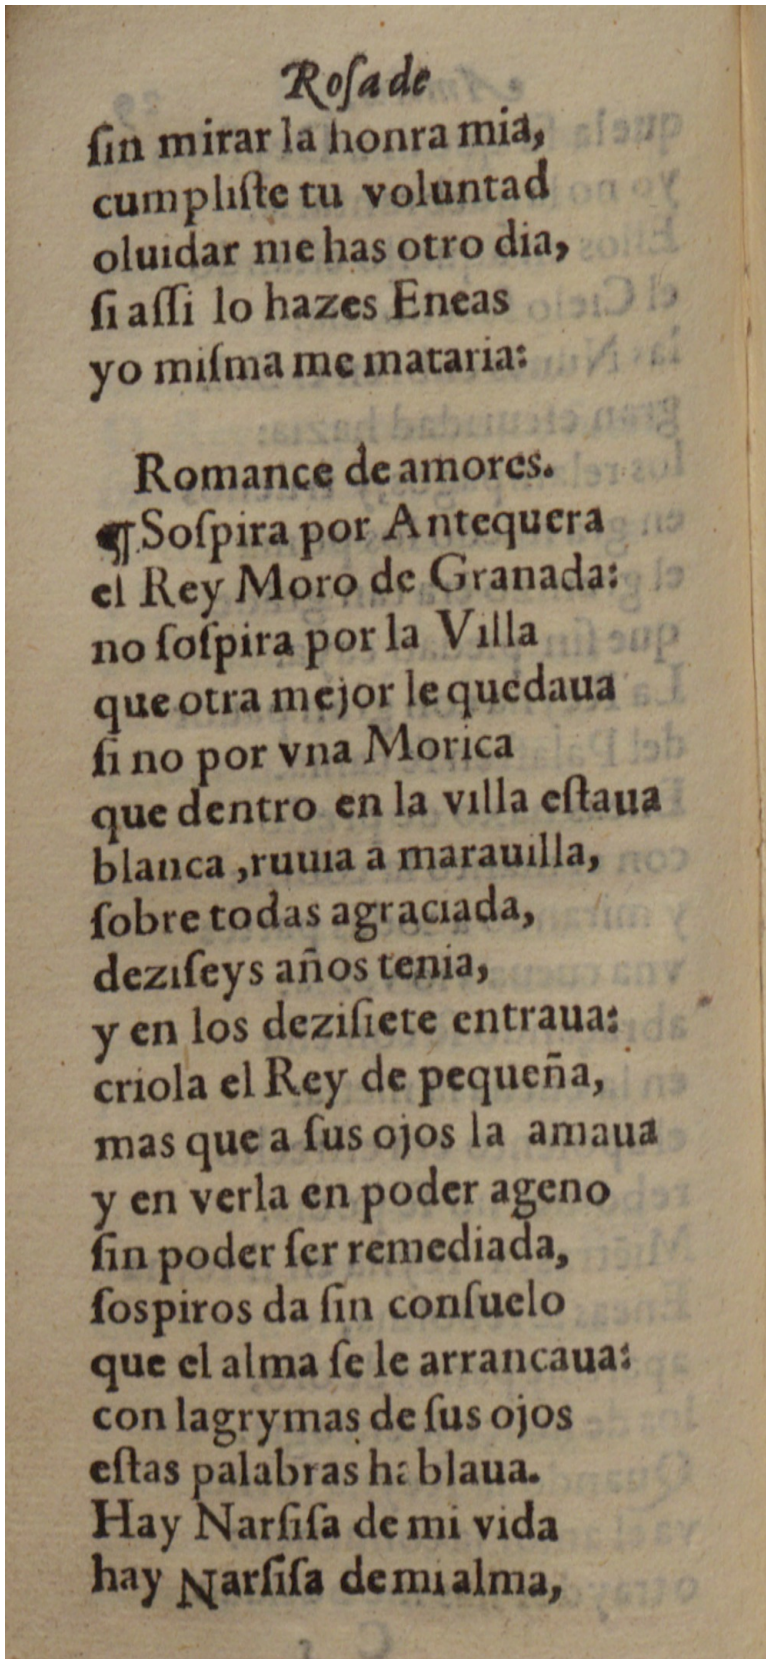 Roſa de
ſin mirar la honra mia,
cumpliſte tu voluntad
oluidar me has otro dia,
ſi aſſi lo hazes Eneas
yo miſma me mataria:
Romance de amores.
¶ Soſpira por Antequera
el Rey Moro de Granada:
no ſoſpira por la Villa
que otra mejor le quedaua
ſi no por vna Morica
que dentro en la villa eſtaua
blanca ,ruuia a marauilla,
ſobre todas agraciada,
deziſeys años tenia,
y en los deziſiete entraua:
criola el Rey de pequeña,
mas que a ſus ojos la amaua
y en verla en poder ageno
ſin poder ſer remediada,
ſospiros da ſin conſuelo
que el alma ſe le arrancaua:
con lagrymas de ſus ojos
eſtas palabras hablaua.
Hay Narſiſa de mi vida
hay Narſiſa de mi alma,